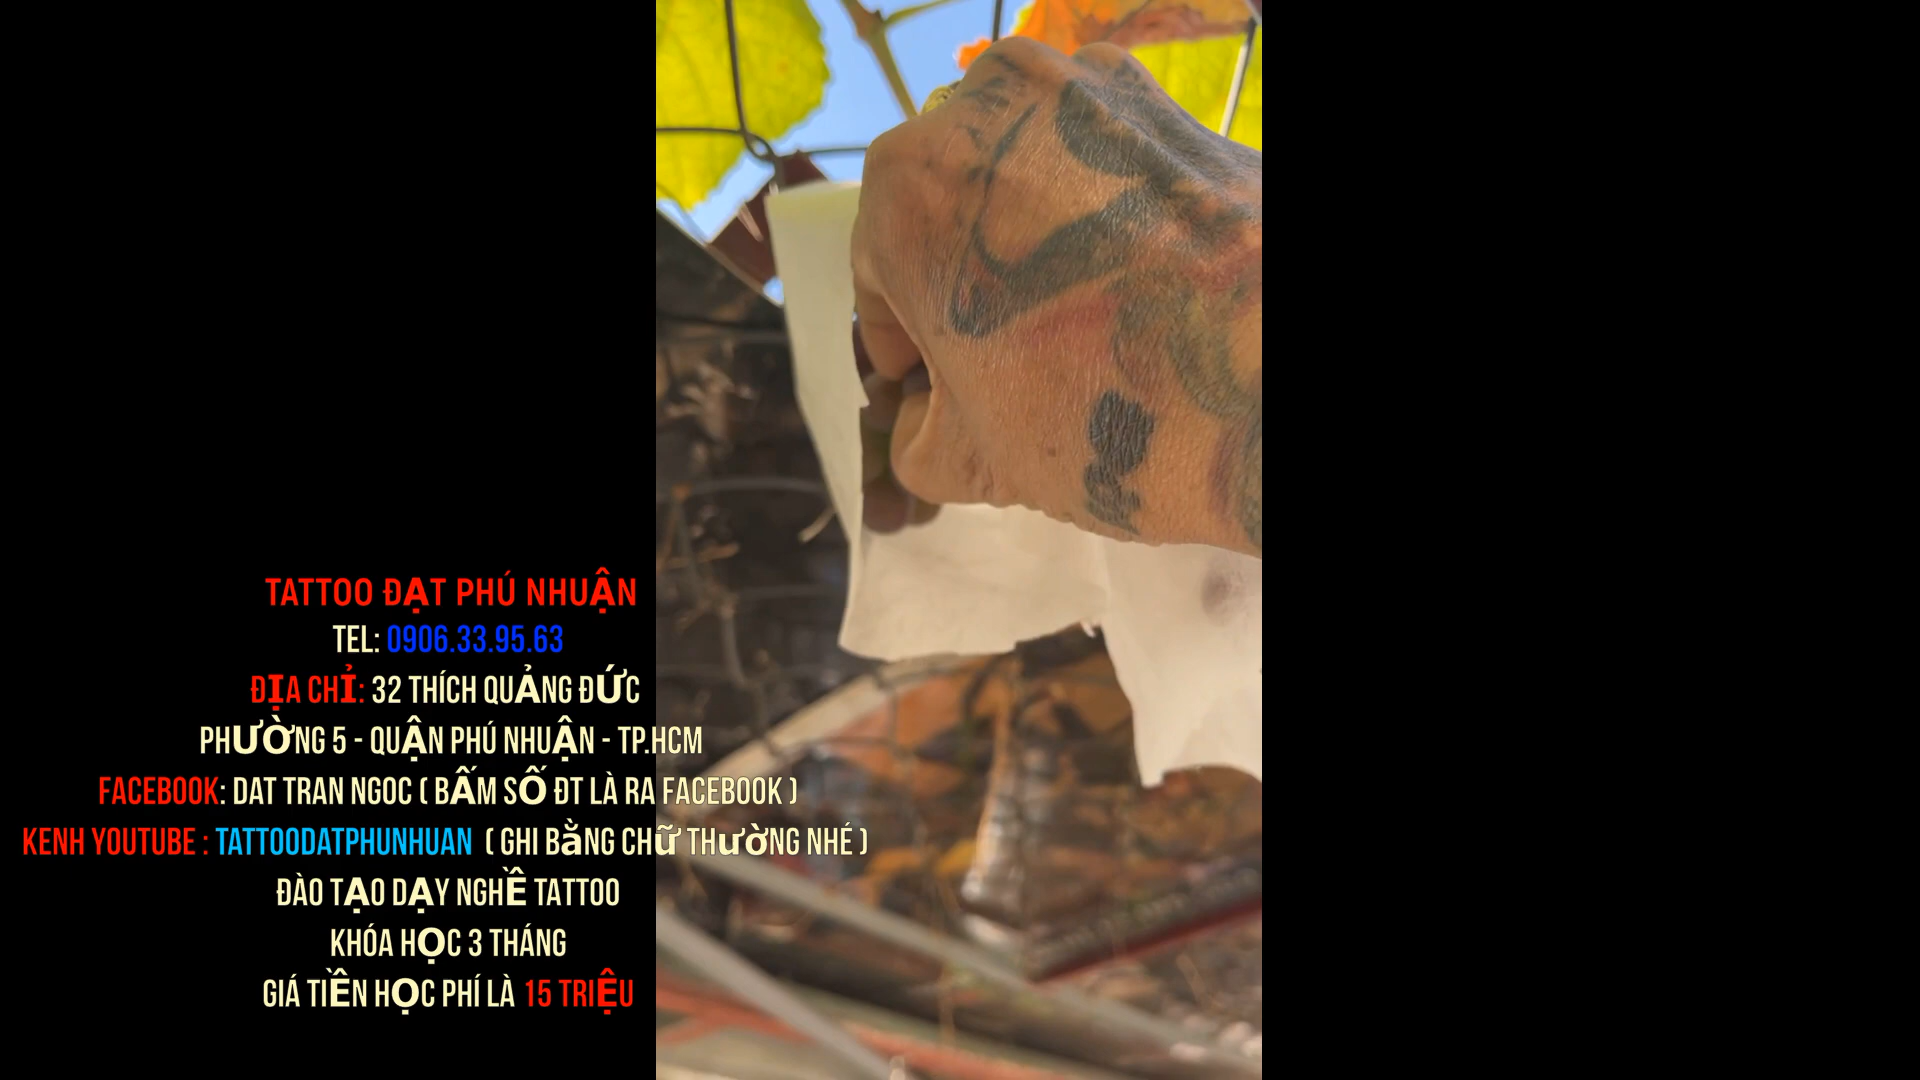 TATTOO ĐẠT PHÚ NHUẬN
TEL: 0906.33.95.63
ĐỊA CHỈ: 32 THÍCH QUẢNG ĐỨC
PHƯỜNG 5 - QUẬN PHÚ NHUẬN - TP.HCM
FACEBOOK: DAT TRAN NGOC ( BẤM SỐ ĐT LÀ RA FACEBOOK )
KENH YOUTUBE : TATTOODATPHUNHUAN ( GHI BằNG CHữ THườNG NHÉ )
ĐÀO TẠO DẠY NGHỀ TATTOO
KHÓA HỌC 3 THÁNG
GIÁ TIỀN HỌC PHÍ LÀ 15 TRIỆU